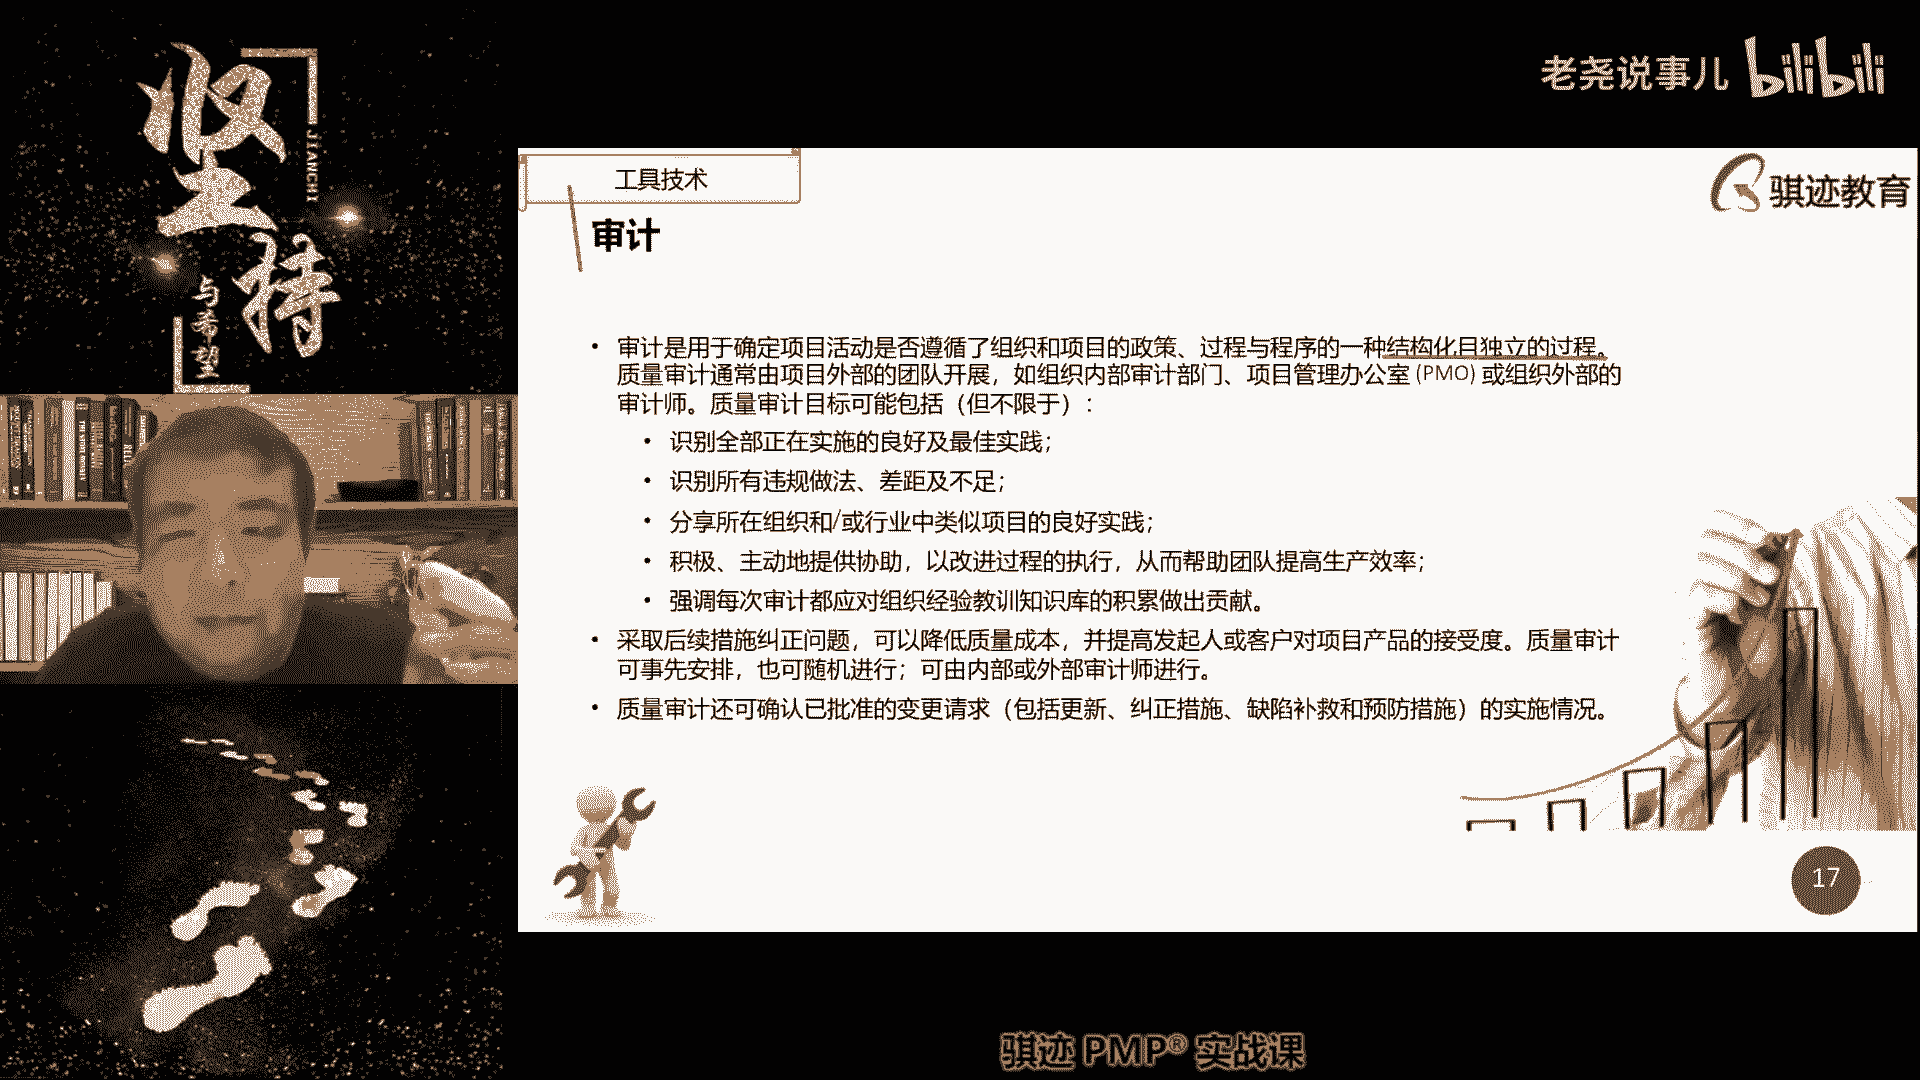 坚持
JIANCHI
与希望
老尧说事儿 bilibili
工具技术
骐迹教育
审计
• 审计是用于确定项目活动是否遵循了组织和项目的政策、过程与程序的一种结构化且独立的过程。
质量审计通常由项目外部的团队开展，如组织内部审计部门、项目管理办公室 (PMO) 或组织外部的
审计师。质量审计目标可能包括（但不限于）：
• 识别全部正在实施的良好及最佳实践；
• 识别所有违规做法、差距及不足；
• 分享所在组织和/或行业中类似项目的良好实践；
• 积极、主动地提供协助，以改进过程的执行，从而帮助团队提高生产效率；
• 强调每次审计都应对组织经验教训知识库的积累做出贡献。
• 采取后续措施纠正问题，可以降低质量成本，并提高发起人或客户对项目产品的接受度。质量审计
可事先安排，也可随机进行；可由内部或外部审计师进行。
• 质量审计还可确认已批准的变更请求（包括更新、纠正措施、缺陷补救和预防措施）的实施情况。
17
骐迹 PMP® 实战课